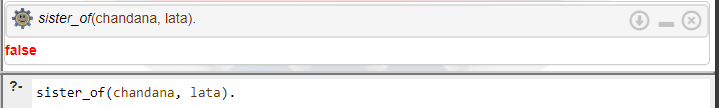 sister_of(chandana, lata).
false
?- sister_of(chandana, lata).